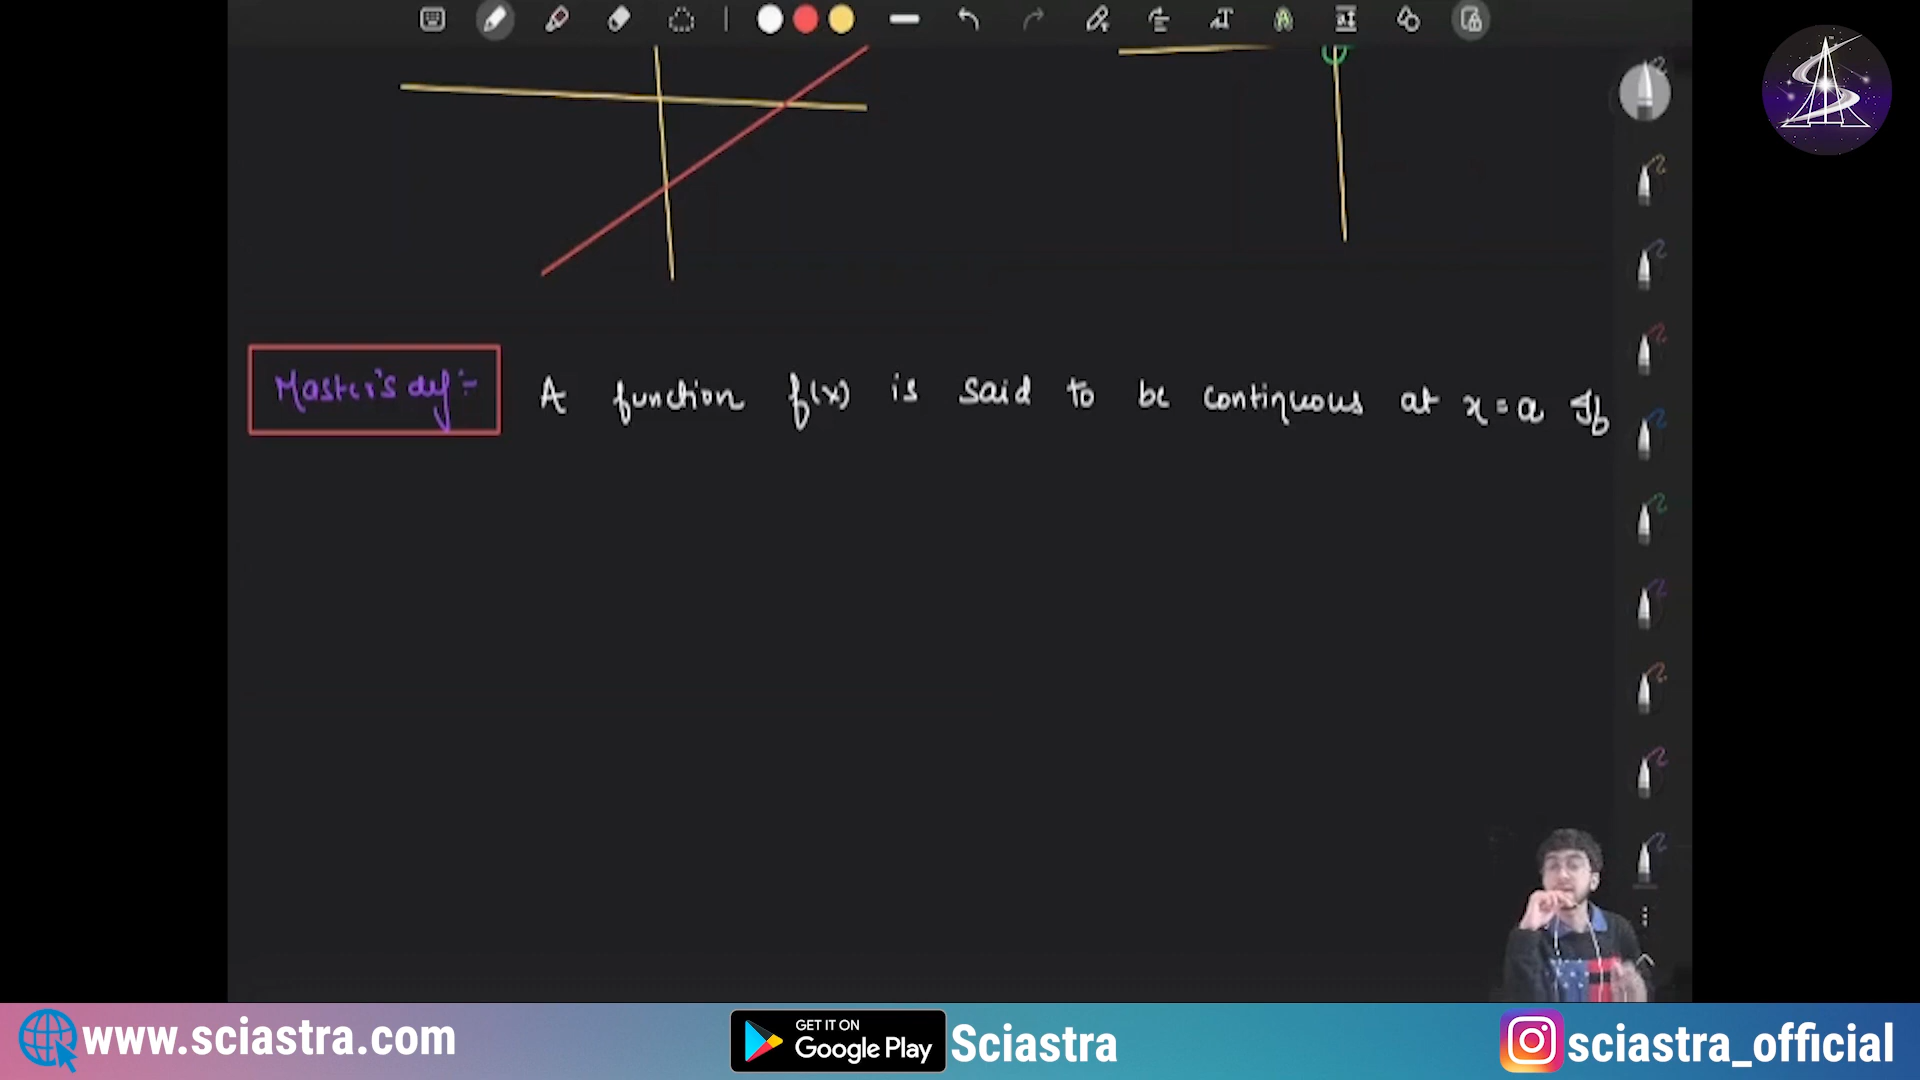 Master's def :-
A function f(x) is said to be continuous at x = a If
www.sciastra.com
GET IT ON
Google Play
Sciastra
sciastra_official